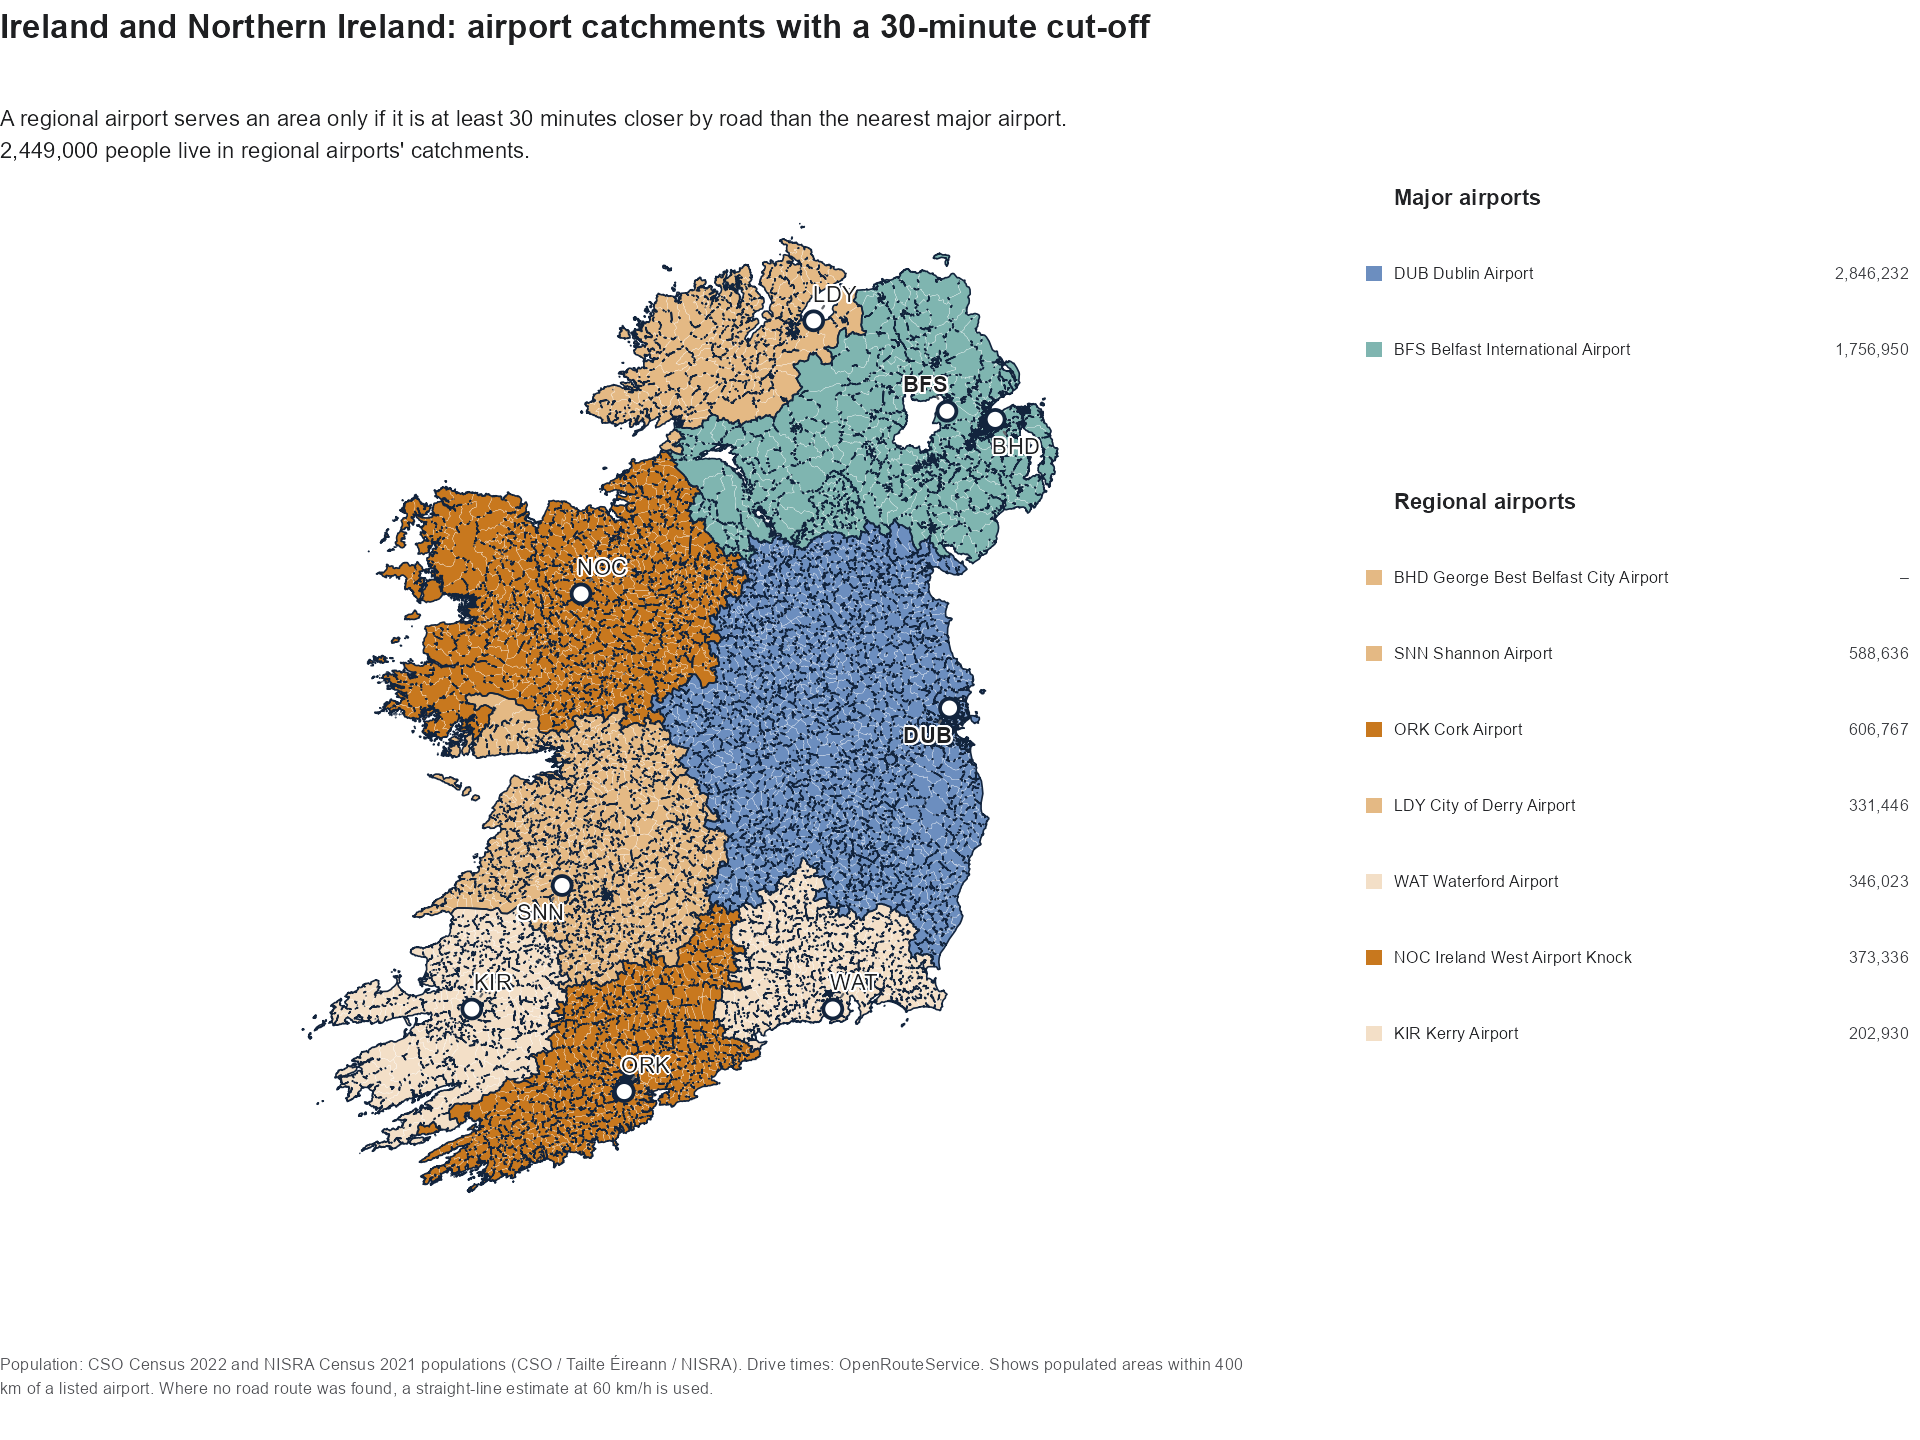 Ireland and Northern Ireland: airport catchments with a 30-minute cut-off
A regional airport serves an area only if it is at least 30 minutes closer by road than the nearest major airport.
2,449,000 people live in regional airports' catchments.
LDY
BFS
BHD
NOC
DUB
SNN
KIR
WAT
ORK
Major airports
DUB Dublin Airport 2,846,232
BFS Belfast International Airport 1,756,950
Regional airports
BHD George Best Belfast City Airport –
SNN Shannon Airport 588,636
ORK Cork Airport 606,767
LDY City of Derry Airport 331,446
WAT Waterford Airport 346,023
NOC Ireland West Airport Knock 373,336
KIR Kerry Airport 202,930
Population: CSO Census 2022 and NISRA Census 2021 populations (CSO / Tailte Éireann / NISRA). Drive times: OpenRouteService. Shows populated areas within 400
km of a listed airport. Where no road route was found, a straight-line estimate at 60 km/h is used.